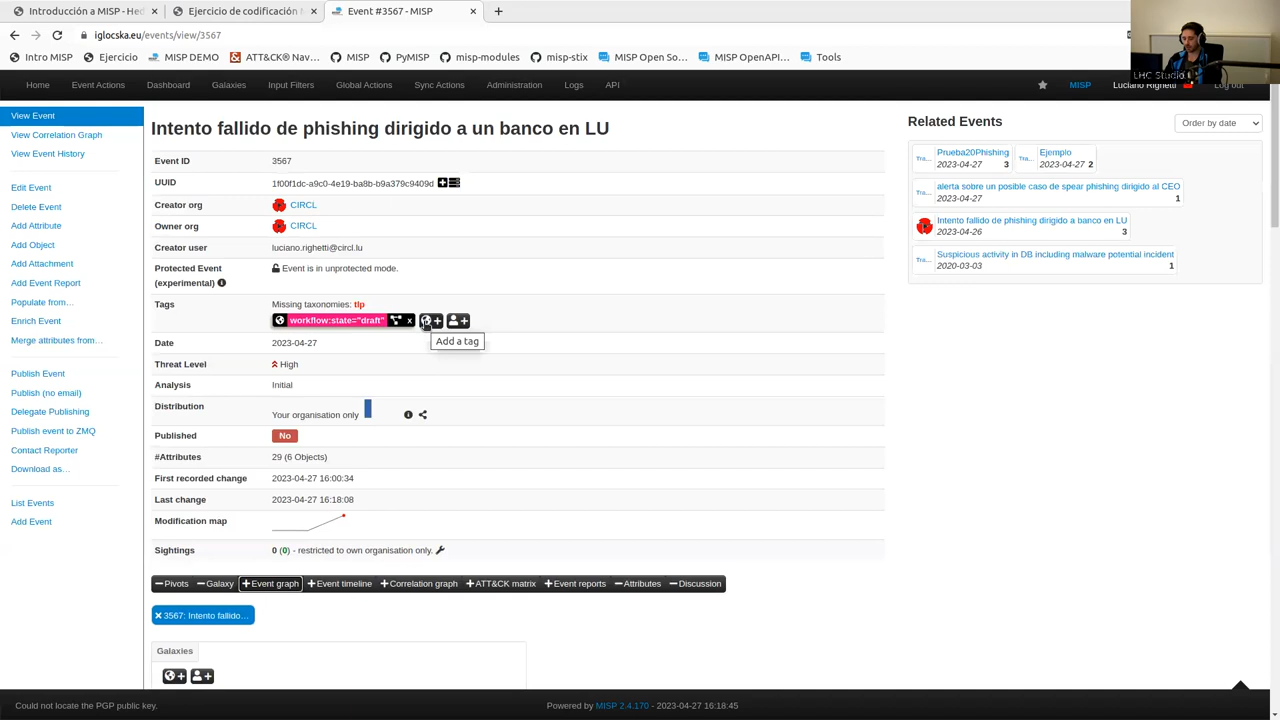 Introducción a MISP - Hed
Ejercicio de codificación M
Event #3567 - MISP
iglocska.eu/events/view/3567
Intro MISP Ejercicio MISP DEMO ATT&CK® Nav… MISP PyMISP misp-modules misp-stix MISP Open So… MISP OpenAPI… Tools
LHC Studio
Home Event Actions Dashboard Galaxies Input Filters Global Actions Sync Actions Administration Logs API MISP Luciano Righetti Log out
View Event
View Correlation Graph
View Event History
Edit Event
Delete Event
Add Attribute
Add Object
Add Attachment
Add Event Report
Populate from…
Enrich Event
Merge attributes from…
Publish Event
Publish (no email)
Delegate Publishing
Publish event to ZMQ
Contact Reporter
Download as…
List Events
Add Event
Intento fallido de phishing dirigido a un banco en LU
Event ID 3567
UUID 1f00f1dc-a9c0-4e19-ba8b-b9a379c9409d
Creator org CIRCL
Owner org CIRCL
Creator user luciano.righetti@circl.lu
Protected Event (experimental) Event is in unprotected mode.
Tags Missing taxonomies: tlp
workflow:state="draft" x
Add a tag
Date 2023-04-27
Threat Level High
Analysis Initial
Distribution Your organisation only
Published No
#Attributes 29 (6 Objects)
First recorded change 2023-04-27 16:00:34
Last change 2023-04-27 16:18:08
Modification map
Sightings 0 (0) - restricted to own organisation only.
Pivots Galaxy Event graph Event timeline Correlation graph ATT&CK matrix Event reports Attributes Discussion
3567: Intento fallido…
Galaxies
Related Events
Order by date
Tra… Prueba20Phishing
2023-04-27 3
Tra… Ejemplo
2023-04-27 2
Tra… alerta sobre un posible caso de spear phishing dirigido al CEO
2023-04-27 1
Intento fallido de phishing dirigido a banco en LU
2023-04-26 3
Tra… Suspicious activity in DB including malware potential incident
2020-03-03 1
Could not locate the PGP public key.
Powered by MISP 2.4.170 - 2023-04-27 16:18:45